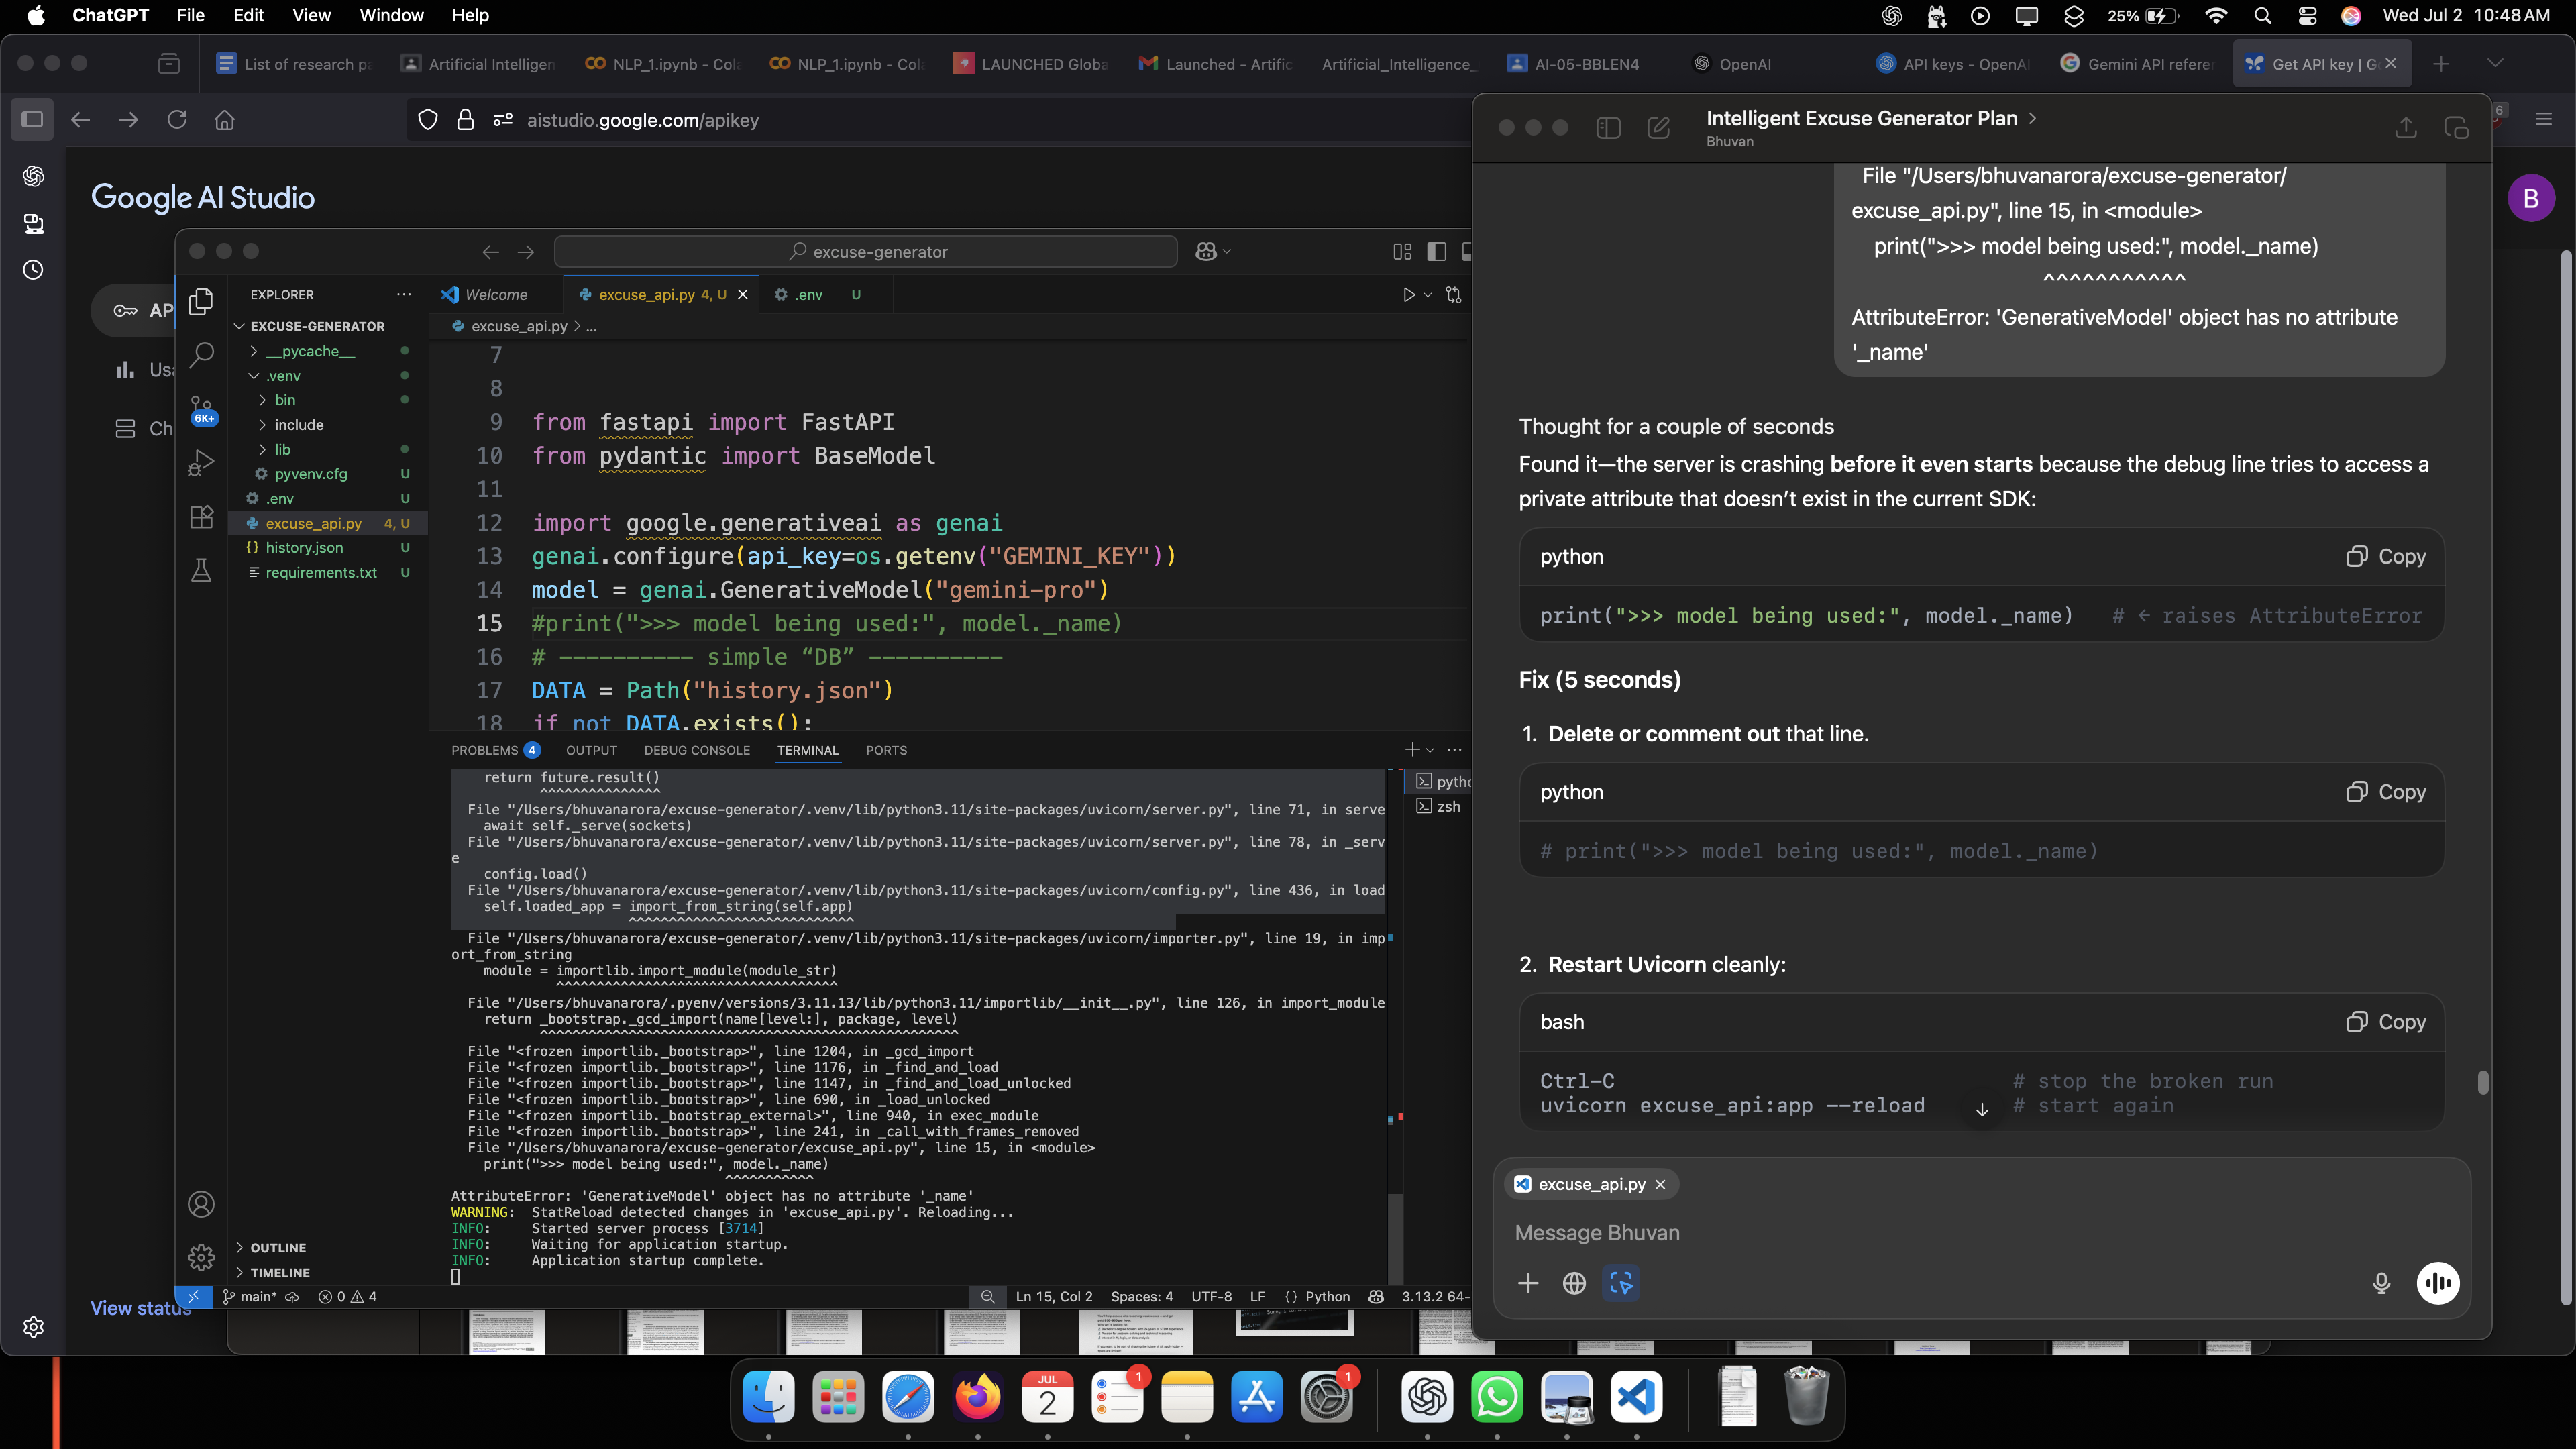 ChatGPT File Edit View Window Help
25%
Wed Jul 2 10:48 AM
List of research pa
Artificial Intelligen
NLP_1.ipynb - Cola
NLP_1.ipynb - Cola
LAUNCHED Globa
Launched - Artific
Artificial_Intelligence_
AI-05-BBLEN4
OpenAI
API keys - OpenAI
Gemini API referen
Get API key | G
aistudio.google.com/apikey
Google AI Studio
B
AP
Usa
Ch
View status
excuse-generator
EXPLORER
EXCUSE-GENERATOR
__pycache__
.venv
bin
include
lib
pyvenv.cfg U
.env U
excuse_api.py 4, U
history.json U
requirements.txt U
6K+
OUTLINE
TIMELINE
Welcome
excuse_api.py 4, U
.env U
excuse_api.py > ...
7
8
9 from fastapi import FastAPI
10 from pydantic import BaseModel
11
12 import google.generativeai as genai
13 genai.configure(api_key=os.getenv("GEMINI_KEY"))
14 model = genai.GenerativeModel("gemini-pro")
15 #print(">>> model being used:", model._name)
16 # ---------- simple “DB” ----------
17 DATA = Path("history.json")
18 if not DATA.exists():
PROBLEMS 4 OUTPUT DEBUG CONSOLE TERMINAL PORTS
return future.result()
^^^^^^^^^^^^^^^
File "/Users/bhuvanarora/excuse-generator/.venv/lib/python3.11/site-packages/uvicorn/server.py", line 71, in serve
await self._serve(sockets)
File "/Users/bhuvanarora/excuse-generator/.venv/lib/python3.11/site-packages/uvicorn/server.py", line 78, in _serv
e
config.load()
File "/Users/bhuvanarora/excuse-generator/.venv/lib/python3.11/site-packages/uvicorn/config.py", line 436, in load
self.loaded_app = import_from_string(self.app)
^^^^^^^^^^^^^^^^^^^^^^^^^^^^
File "/Users/bhuvanarora/excuse-generator/.venv/lib/python3.11/site-packages/uvicorn/importer.py", line 19, in imp
ort_from_string
module = importlib.import_module(module_str)
^^^^^^^^^^^^^^^^^^^^^^^^^^^^^^^^^^^
File "/Users/bhuvanarora/.pyenv/versions/3.11.13/lib/python3.11/importlib/__init__.py", line 126, in import_module
return _bootstrap._gcd_import(name[level:], package, level)
^^^^^^^^^^^^^^^^^^^^^^^^^^^^^^^^^^^^^^^^^^^^^^^^^^^^
File "<frozen importlib._bootstrap>", line 1204, in _gcd_import
File "<frozen importlib._bootstrap>", line 1176, in _find_and_load
File "<frozen importlib._bootstrap>", line 1147, in _find_and_load_unlocked
File "<frozen importlib._bootstrap>", line 690, in _load_unlocked
File "<frozen importlib._bootstrap_external>", line 940, in exec_module
File "<frozen importlib._bootstrap>", line 241, in _call_with_frames_removed
File "/Users/bhuvanarora/excuse-generator/excuse_api.py", line 15, in <module>
print(">>> model being used:", model._name)
^^^^^^^^^^^
AttributeError: 'GenerativeModel' object has no attribute '_name'
WARNING: StatReload detected changes in 'excuse_api.py'. Reloading...
INFO: Started server process [3714]
INFO: Waiting for application startup.
INFO: Application startup complete.
pytho
zsh
main* 0 4
Ln 15, Col 2 Spaces: 4 UTF-8 LF {} Python 3.13.2 64-
Intelligent Excuse Generator Plan >
Bhuvan
File "/Users/bhuvanarora/excuse-generator/
excuse_api.py", line 15, in <module>
print(">>> model being used:", model._name)
^^^^^^^^^^^
AttributeError: 'GenerativeModel' object has no attribute
'_name'
Thought for a couple of seconds
Found it—the server is crashing before it even starts because the debug line tries to access a
private attribute that doesn’t exist in the current SDK:
python Copy
print(">>> model being used:", model._name) # ← raises AttributeError
Fix (5 seconds)
1. Delete or comment out that line.
python Copy
# print(">>> model being used:", model._name)
2. Restart Uvicorn cleanly:
bash Copy
Ctrl-C # stop the broken run
uvicorn excuse_api:app --reload # start again
excuse_api.py
Message Bhuvan
JUL
2
1
1